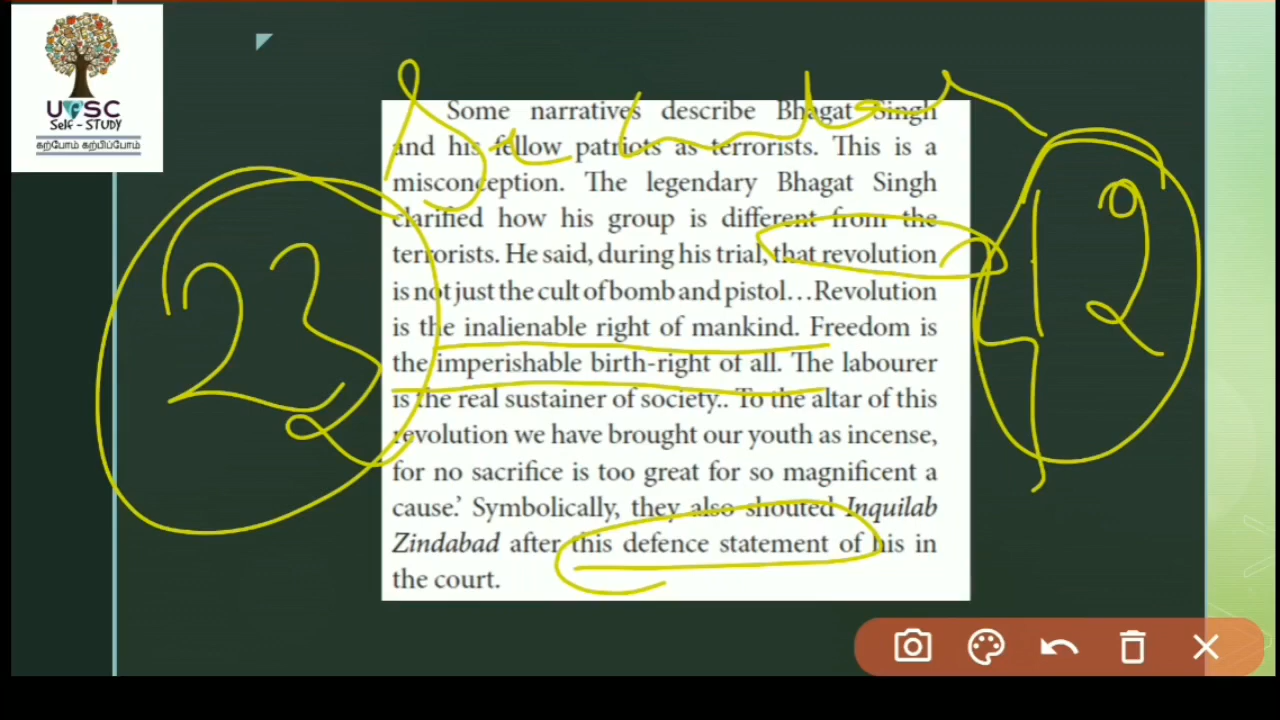 UPSC
Self - STUDY
கற்போம் கற்பிப்போம்
Some narratives describe Bhagat Singh
and his fellow patriots as terrorists. This is a
misconception. The legendary Bhagat Singh
clarified how his group is different from the
terrorists. He said, during his trial, that revolution
is not just the cult of bomb and pistol…Revolution
is the inalienable right of mankind. Freedom is
the imperishable birth-right of all. The labourer
is the real sustainer of society.. To the altar of this
revolution we have brought our youth as incense,
for no sacrifice is too great for so magnificent a
cause.’ Symbolically, they also shouted Inquilab
Zindabad after this defence statement of his in
the court.
23
12